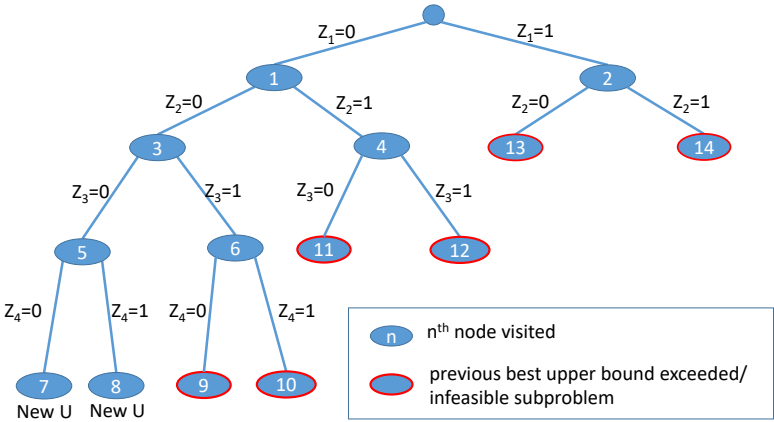 Z₁=0
Z₁=1
1
2
Z₂=0
Z₂=1
Z₂=0
Z₂=1
3
4
13
14
Z₃=0
Z₃=1
Z₃=0
Z₃=1
5
6
11
12
Z₄=0
Z₄=1
Z₄=0
Z₄=1
7
8
9
10
New U
New U
n
nᵗʰ node visited
previous best upper bound exceeded/
infeasible subproblem